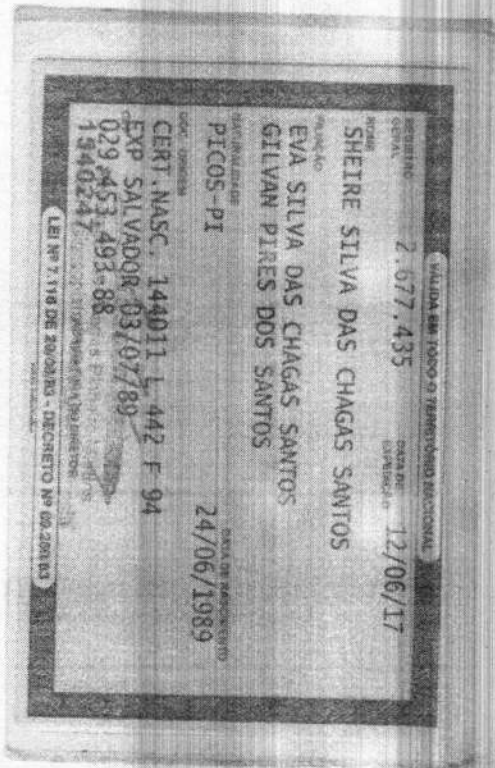 VÁLIDA EM TODO O TERRITÓRIO NACIONAL
REGISTRO GERAL 2.677.435 DATA DE EXPEDIÇÃO 12/06/17
NOME
SHEIRE SILVA DAS CHAGAS SANTOS
FILIAÇÃO
EVA SILVA DAS CHAGAS SANTOS
GILVAN PIRES DOS SANTOS
NATURALIDADE DATA DE NASCIMENTO
PICOS-PI 24/06/1989
DOC ORIGEM
CERT.NASC. 144011 L 442 F 94
EXP SALVADOR 03/07/89
029.453.493-88
1940247
LEI Nº 7.116 DE 29/08/83 - DECRETO Nº 89.250/83